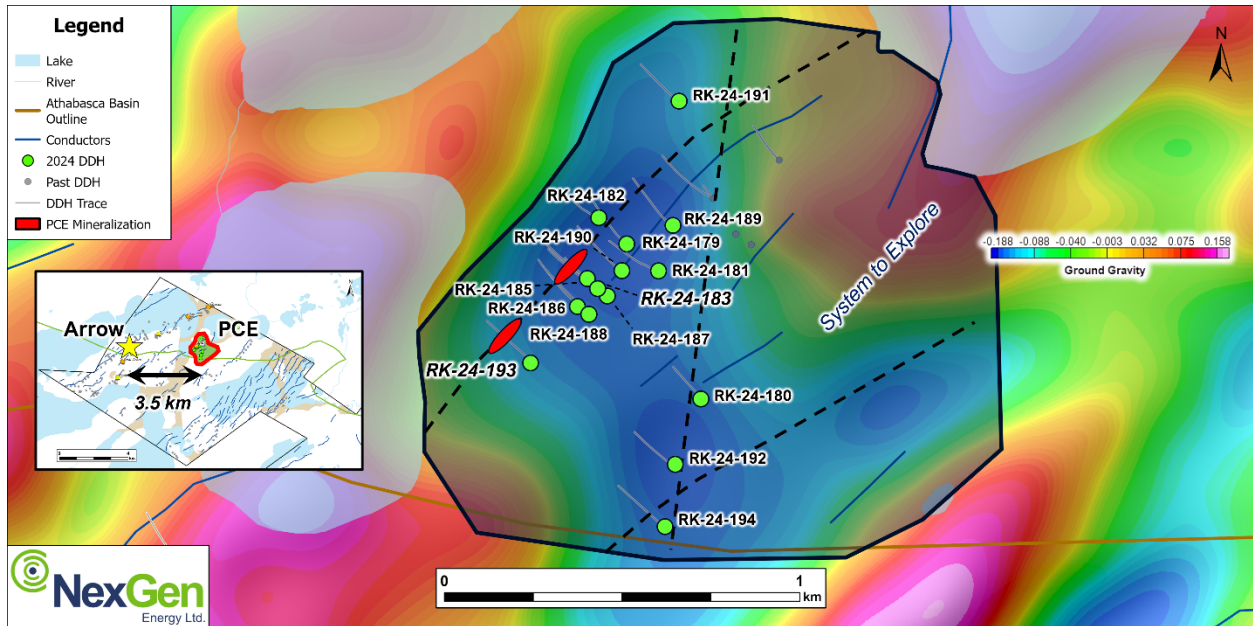 Legend
Lake
River
Athabasca Basin
Outline
Conductors
2024 DDH
Past DDH
DDH Trace
PCE Mineralization
N
RK-24-191
RK-24-182
RK-24-189
RK-24-190
RK-24-179
RK-24-181
RK-24-185
RK-24-183
RK-24-186
RK-24-188
RK-24-187
RK-24-193
RK-24-180
RK-24-192
RK-24-194
System to Explore
-0.188 -0.088 -0.040 -0.003 0.032 0.075 0.158
Ground Gravity
Arrow
PCE
3.5 km
0 1
km
NexGen
Energy Ltd.